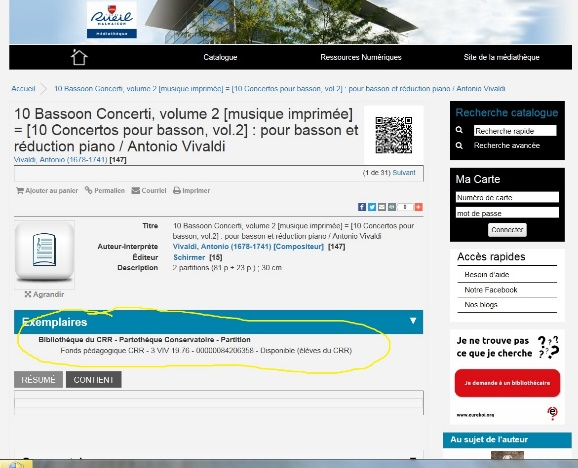 Rueil
MALMAISON
Médiathèque
Catalogue
Ressources Numériques
Site de la médiathèque
Accueil
10 Bassoon Concerti, volume 2 [musique imprimée] = [10 Concertos pour basson, vol 2] : pour basson et réduction piano / Antonio Vivaldi
10 Bassoon Concerti, volume 2 [musique imprimée]
= [10 Concertos pour basson, vol.2] : pour basson et
réduction piano / Antonio Vivaldi
Vivaldi, Antonio (1678-1741) [147]
(1 de 31) Suivant
Ajouter au panier
Permalien
Courriel
Imprimer
Titre
10 Bassoon Concerti, volume 2 [musique imprimée] = [10 Concertos pour
basson, vol.2] : pour basson et réduction piano / Antonio Vivaldi
Auteur-Interprète
Vivaldi, Antonio (1678-1741) [Compositeur] [147]
Éditeur
Schirmer [15]
Description
2 partitions (81 p + 23 p ) ; 30 cm
Agrandir
Exemplaires
Bibliothèque du CRR - Partothèque Conservatoire - Partition
Fonds pédagogique CRR - 3 VIV 19.76 - 00000084206358 - Disponible (élèves du CRR)
RÉSUMÉ
CONTIENT
Recherche catalogue
Recherche rapide
Recherche avancée
Ma Carte
Numéro de carte
mot de passe
Connecter
Accès rapides
Besoin d'aide
Notre Facebook
Nos blogs
Je ne trouve pas
ce que je cherche
???
Je demande à un bibliothécaire
www.eurekoi.org
Au sujet de l'auteur